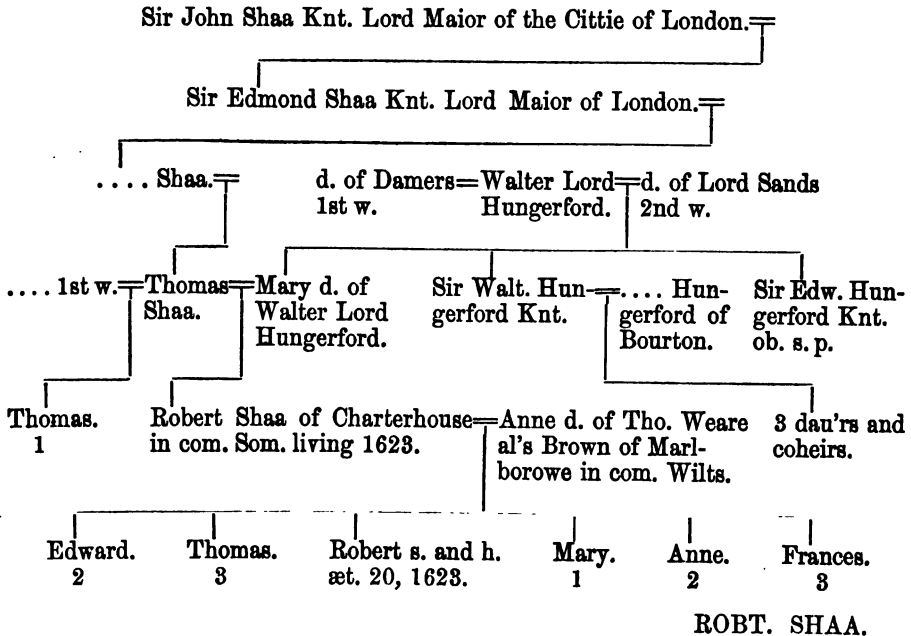 Sir John Shaa Knt. Lord Maior of the Cittie of London.
Sir Edmond Shaa Knt. Lord Maior of London.
.... Shaa.
d. of Damers=Walter Lord
1st w.
Hungerford.
d. of Lord Sands
2nd w.
.... 1st w.
Thomas
Shaa.
Mary d. of
Walter Lord
Hungerford.
Sir Walt. Hun-
gerford Knt.
.... Hun-
gerford of
Bourton.
Sir Edw. Hun-
gerford Knt.
ob. s. p.
Thomas.
1
Robert Shaa of Charterhouse
in com. Som. living 1623.
Anne d. of Tho. Weare
al's Brown of Marl-
borowe in com. Wilts.
3 dau'rs and
coheirs.
Edward.
2
Thomas.
3
Robert s. and h.
æt. 20, 1623.
Mary.
1
Anne.
2
Frances.
3
ROBT. SHAA.